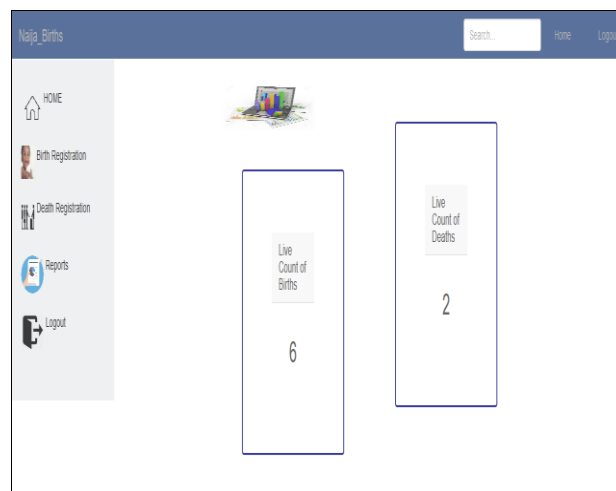 Naija_Births
Search...
Home
Logou
HOME
Birth Registration
Death Registration
Reports
Logout
Live
Count of
Births
6
Live
Count of
Deaths
2